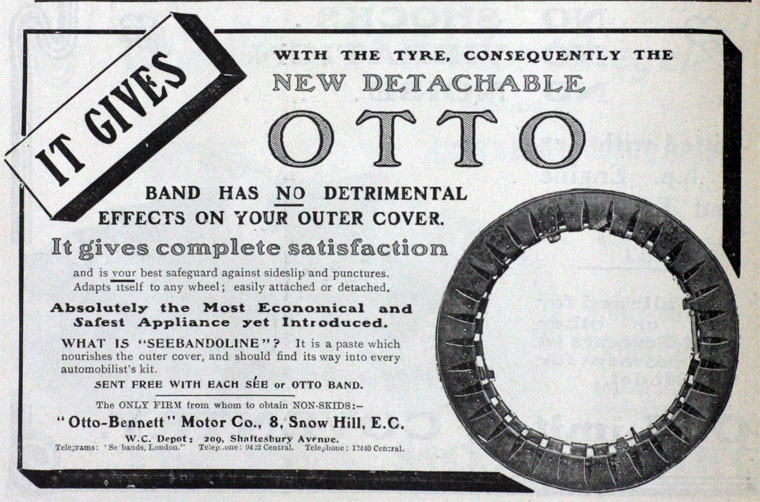 IT GIVES
WITH THE TYRE, CONSEQUENTLY THE
NEW DETACHABLE
OTTO
BAND HAS NO DETRIMENTAL
EFFECTS ON YOUR OUTER COVER.
It gives complete satisfaction
and is your best safeguard against sideslip and punctures.
Adapts itself to any wheel; easily attached or detached.
Absolutely the Most Economical and
Safest Appliance yet Introduced.
WHAT IS "SEEBANDOLINE"? It is a paste which
nourishes the outer cover, and should find its way into every
automobilist's kit.
SENT FREE WITH EACH SÉE or OTTO BAND.
The ONLY FIRM from whom to obtain NON-SKIDS:—
"Otto-Bennett" Motor Co., 8, Snow Hill, E.C.
W.C. Depot: 209, Shaftesbury Avenue.
Telegrams: London." Telephone: Central. Telephone: 12440 Central.